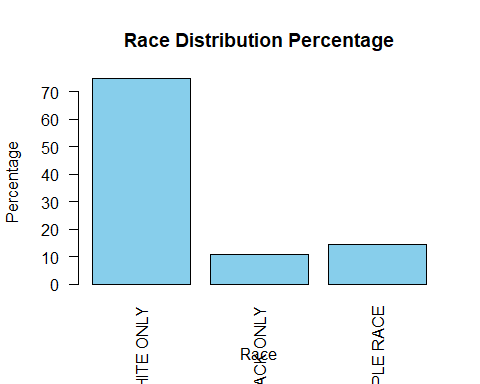 Race Distribution Percentage
Percentage
70
60
50
40
30
20
10
0
HITE ONLY
ACK ONLY
PLE RACE
Race